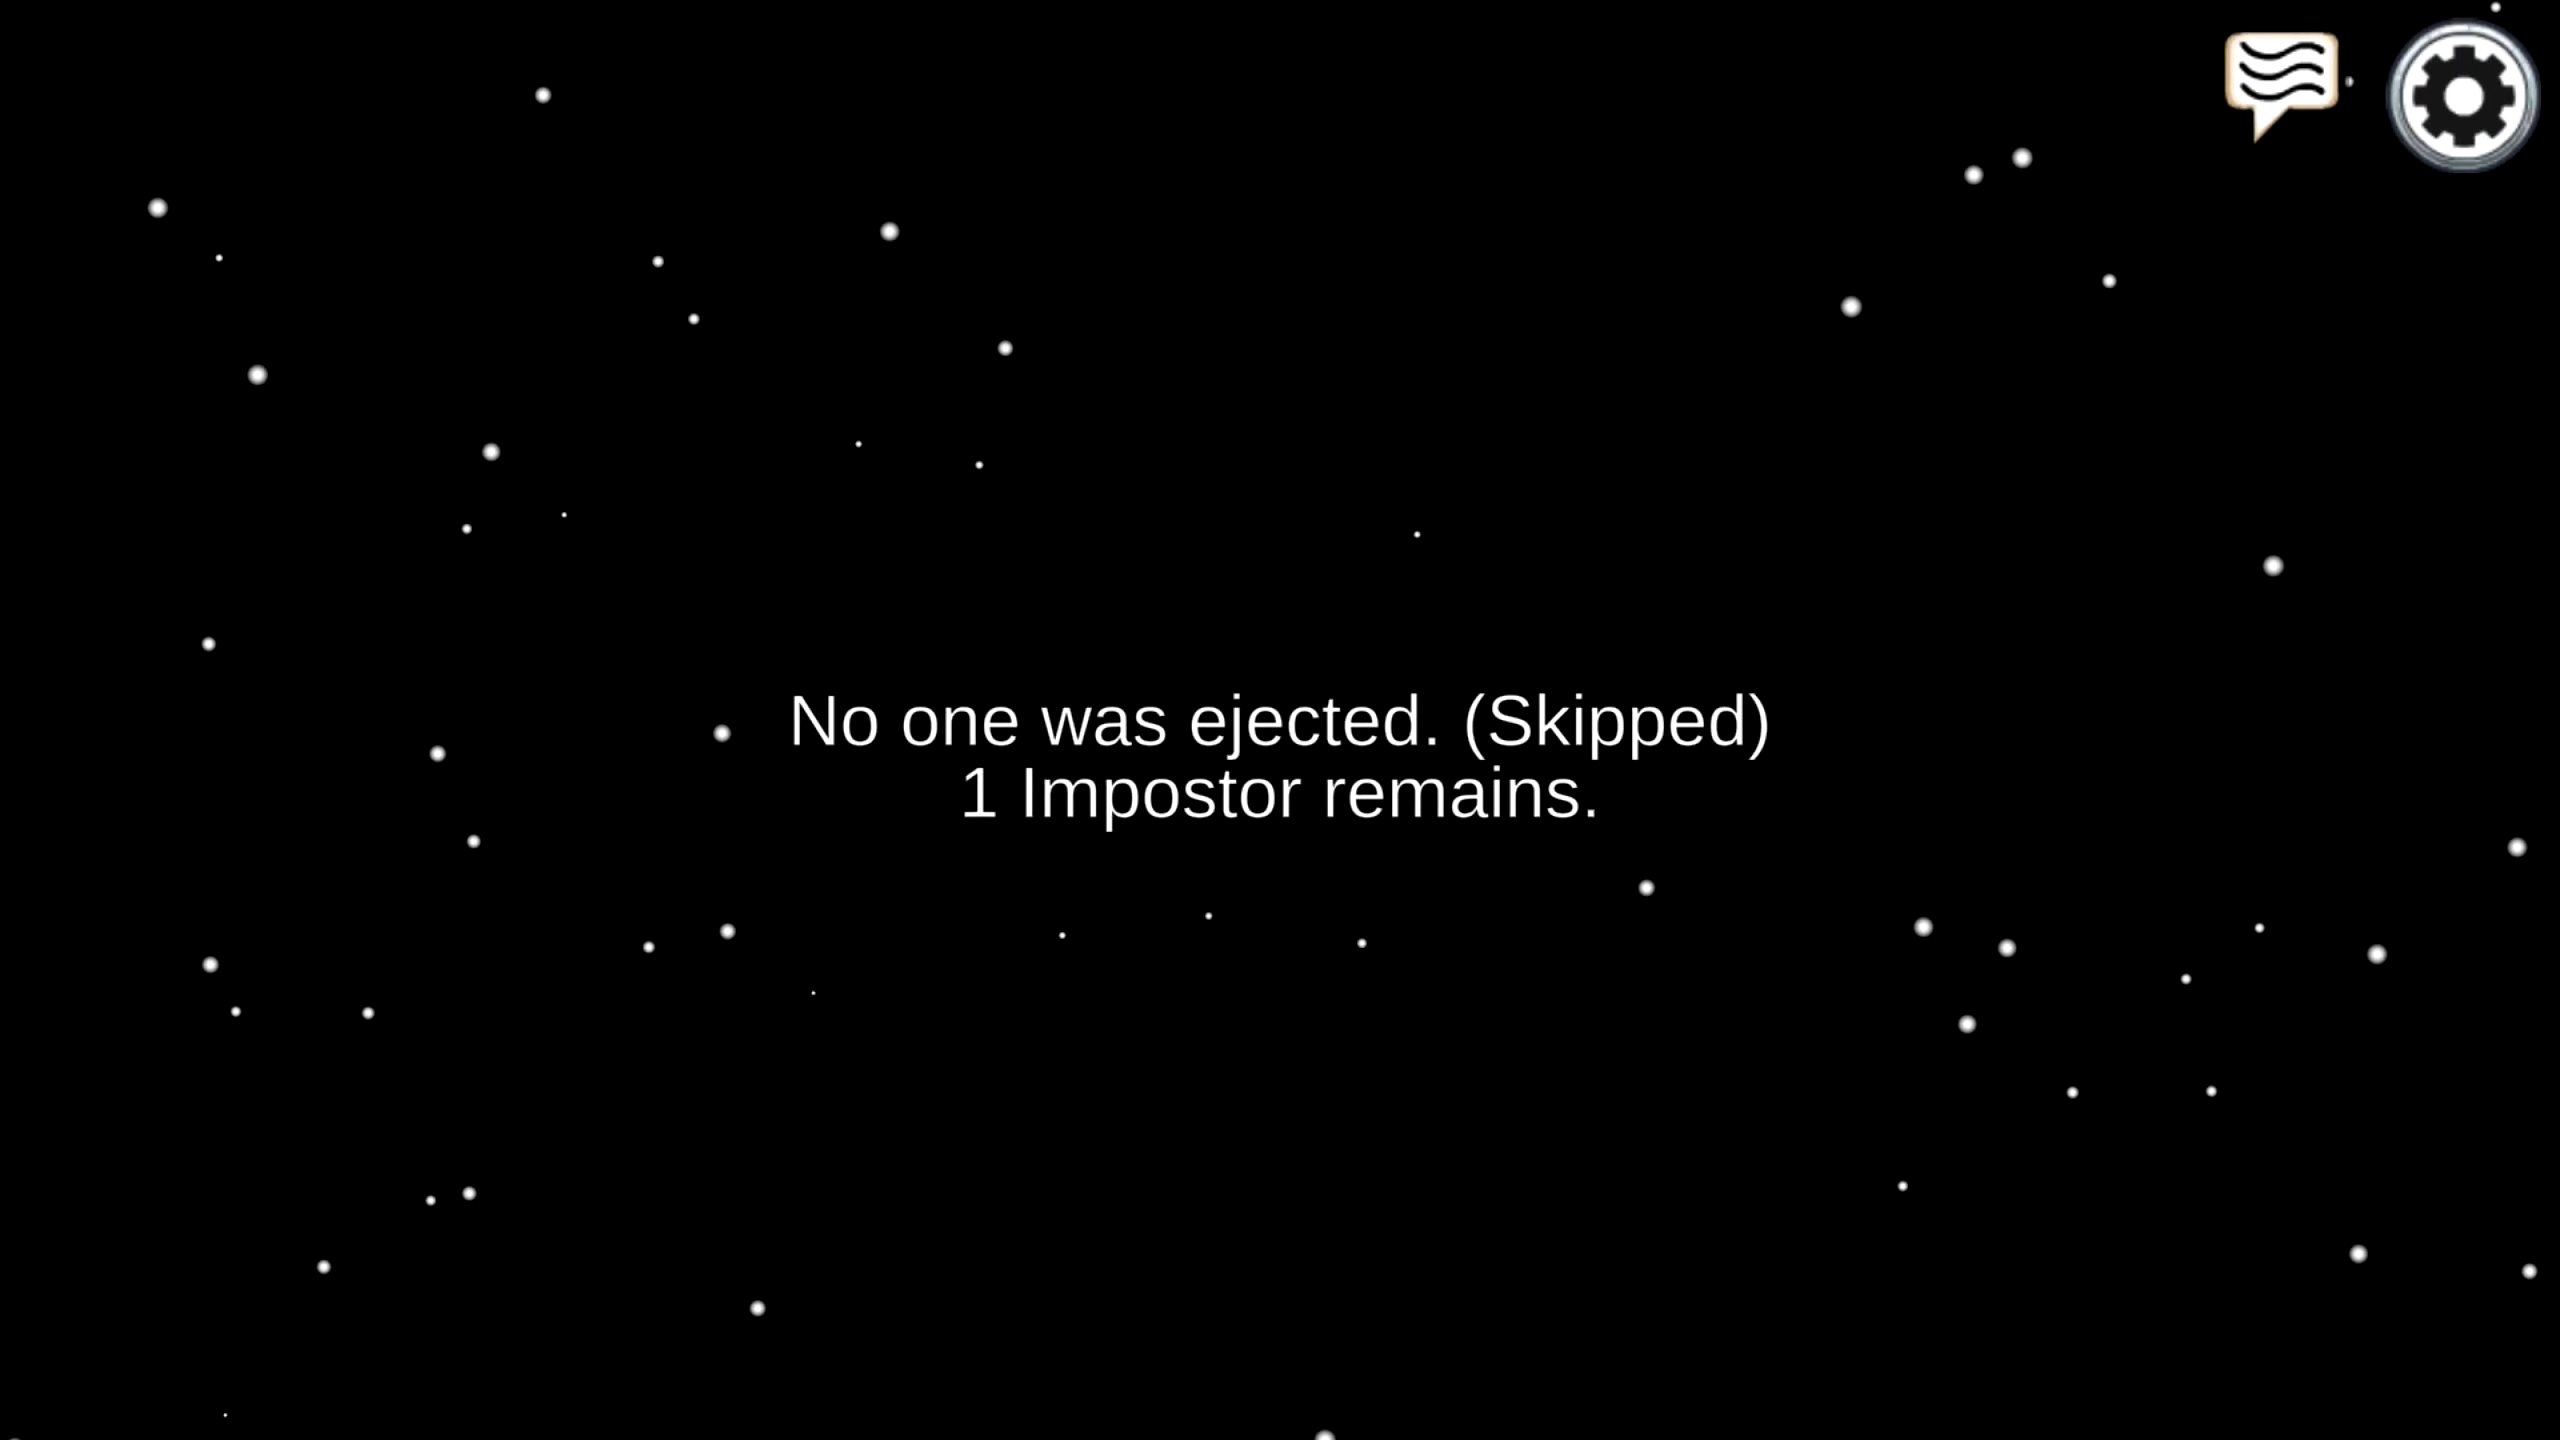 No one was ejected. (Skipped)
1 Impostor remains.